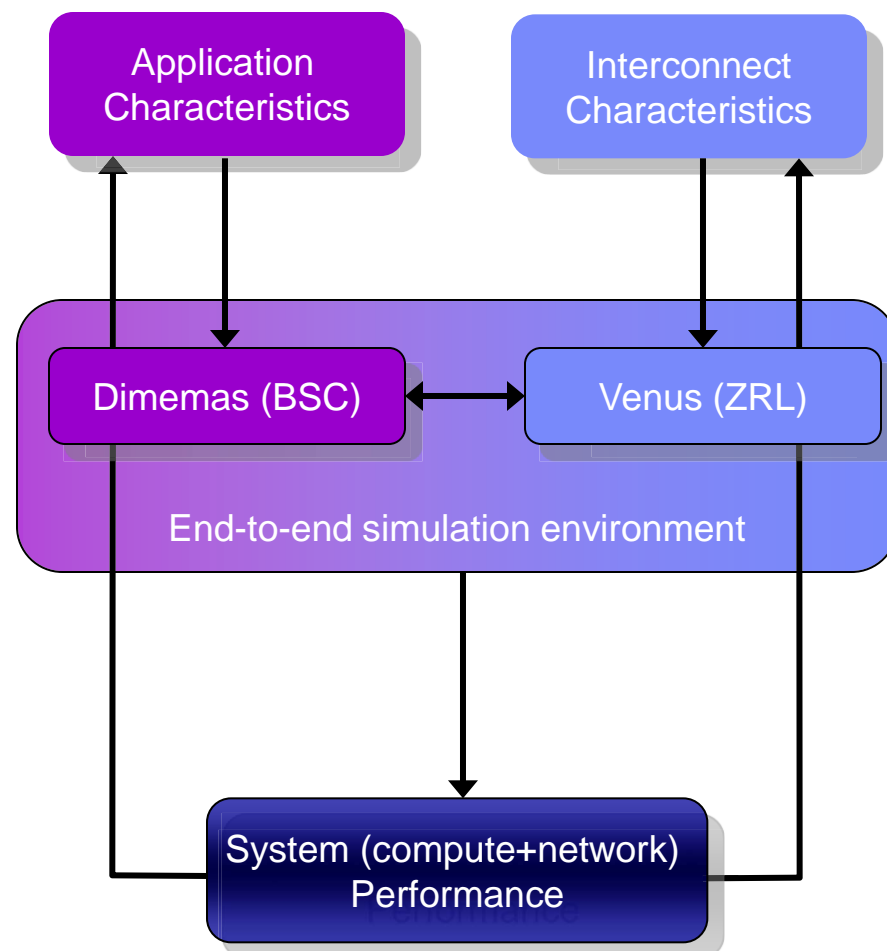 Application
Characteristics
Interconnect
Characteristics
Dimemas (BSC)
Venus (ZRL)
End-to-end simulation environment
System (compute+network)
Performance